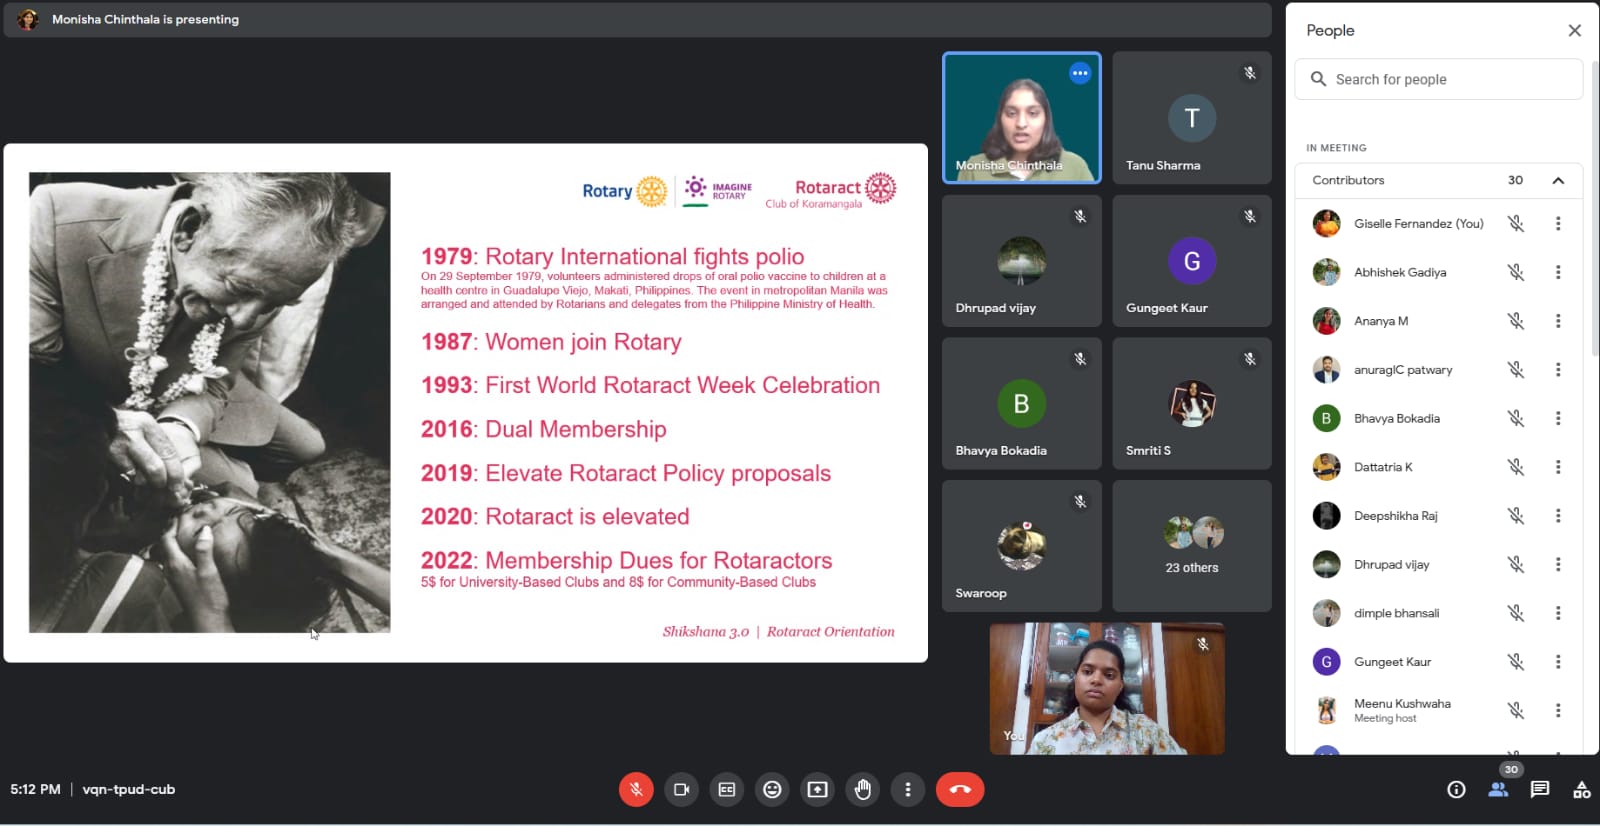 Monisha Chinthala is presenting
Rotary
IMAGINE
ROTARY
Rotaract
Club of Koramangala
1979: Rotary International fights polio
On 29 September 1979, volunteers administered drops of oral polio vaccine to children at a
health centre in Guadalupe Viejo, Makati, Philippines. The event in metropolitan Manila was
arranged and attended by Rotarians and delegates from the Philippine Ministry of Health.
1987: Women join Rotary
1993: First World Rotaract Week Celebration
2016: Dual Membership
2019: Elevate Rotaract Policy proposals
2020: Rotaract is elevated
2022: Membership Dues for Rotaractors
5$ for University-Based Clubs and 8$ for Community-Based Clubs
Shikshana 3.0 | Rotaract Orientation
Monisha Chinthala
T
Tanu Sharma
Dhrupad vijay
G
Gungeet Kaur
B
Bhavya Bokadia
Smriti S
Swaroop
23 others
You
People
Search for people
IN MEETING
Contributors 30
Giselle Fernandez (You)
Abhishek Gadiya
Ananya M
anuragIC patwary
B Bhavya Bokadia
Dattatria K
Deepshikha Raj
Dhrupad vijay
dimple bhansali
G Gungeet Kaur
Meenu Kushwaha
Meeting host
5:12 PM | vqn-tpud-cub
CC
30